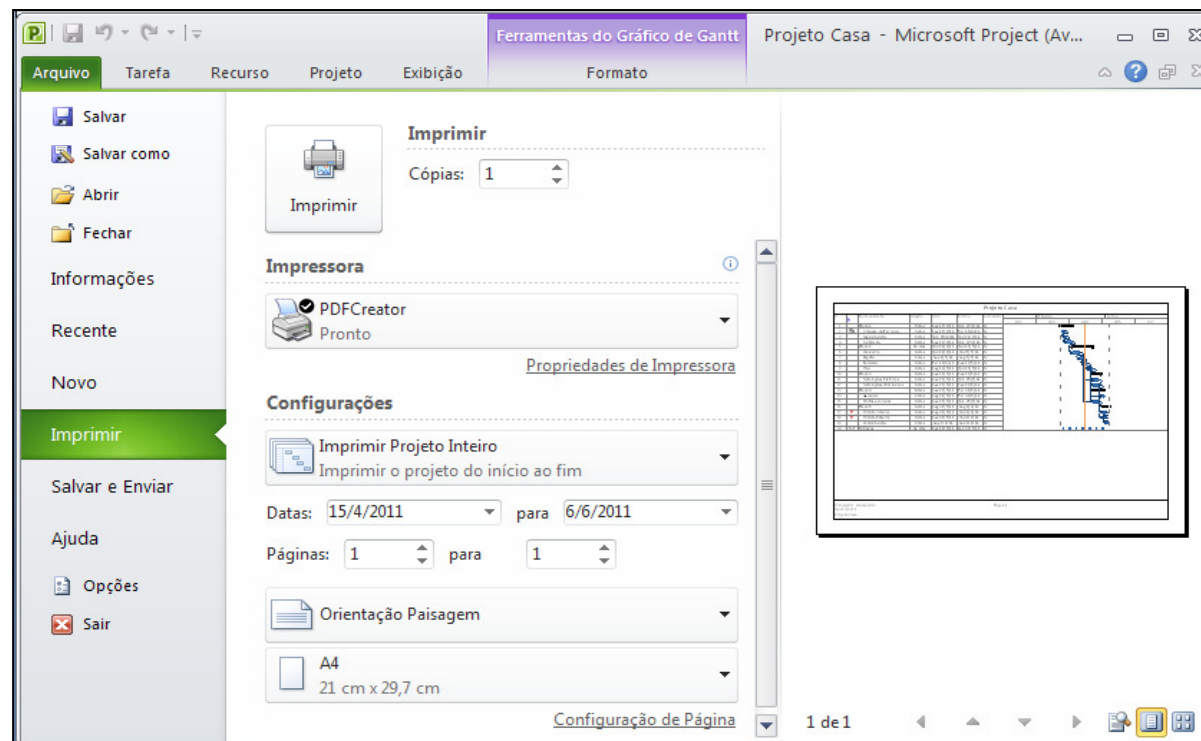 Ferramentas do Gráfico de Gantt
Projeto Casa - Microsoft Project (Av...
Arquivo Tarefa Recurso Projeto Exibição Formato
Salvar
Salvar como
Abrir
Fechar
Informações
Recente
Novo
Imprimir
Salvar e Enviar
Ajuda
Opções
Sair
Imprimir
Imprimir
Cópias: 1
Impressora
PDFCreator
Pronto
Propriedades de Impressora
Configurações
Imprimir Projeto Inteiro
Imprimir o projeto do início ao fim
Datas: 15/4/2011 para 6/6/2011
Páginas: 1 para 1
Orientação Paisagem
A4
21 cm x 29,7 cm
Configuração de Página
Projeto Casa
1 de 1